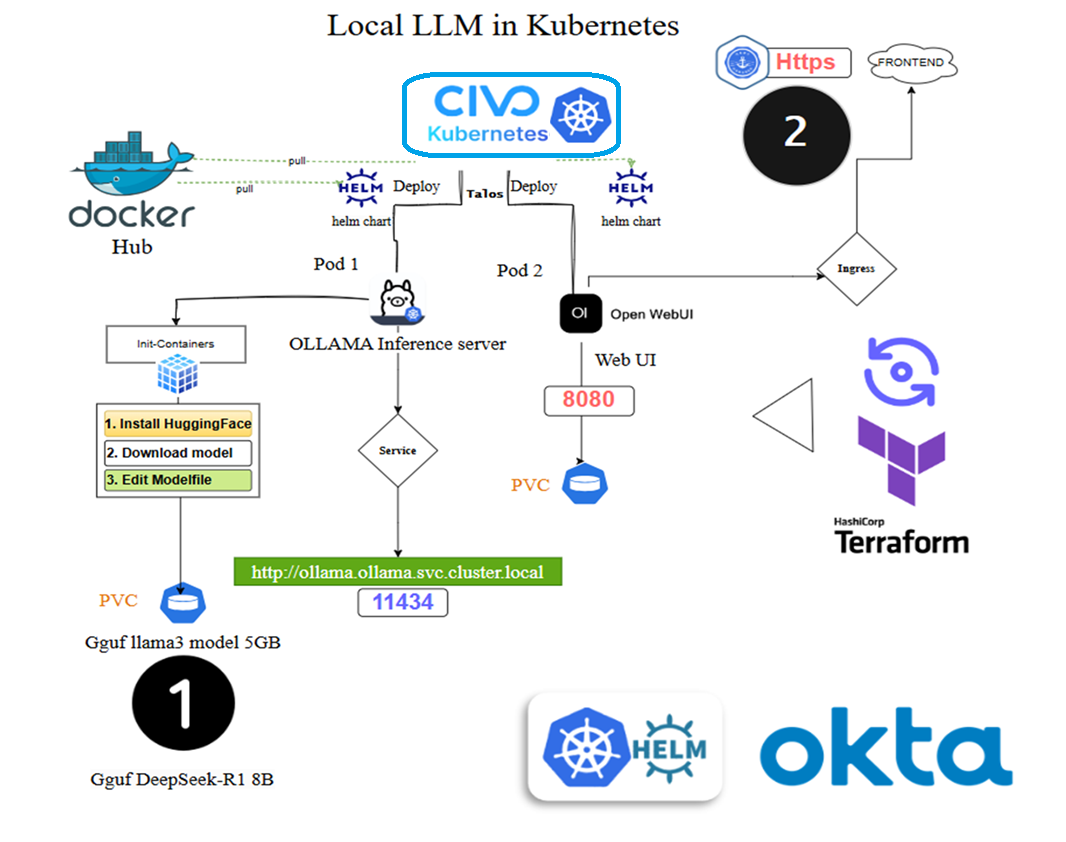 Local LLM in Kubernetes
Https
FRONTEND
CIVO
Kubernetes
2
docker
Hub
pull
pull
HELM
helm chart
Deploy
Talos
Deploy
HELM
helm chart
Pod 1
Pod 2
Ingress
OI
Open WebUI
OLLAMA Inference server
Web UI
Init-Containers
8080
1. Install HuggingFace
2. Download model
3. Edit Modelfile
Service
PVC
HashiCorp
Terraform
http://ollama.ollama.svc.cluster.local
11434
PVC
Gguf llama3 model 5GB
1
Gguf DeepSeek-R1 8B
HELM
okta